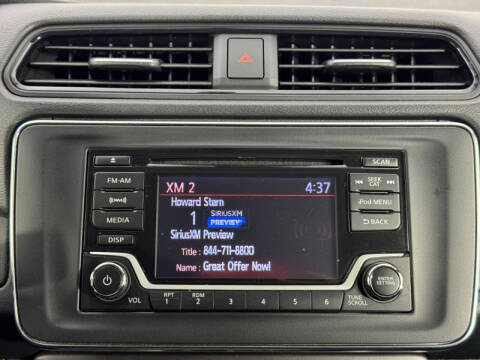 SCAN
FM-AM
XM 2
4:37
SEEK
CAT
Howard Stern
1
SIRIUSXM
PREVIEW
iPod MENU
MEDIA
BACK
SiriusXM Preview
DISP
Title : 844-711-8800
Name : Great Offer Now!
VOL
RPT
1
RDM
2
3
4
5
6
TUNE
SCROLL
ENTER
SETTING